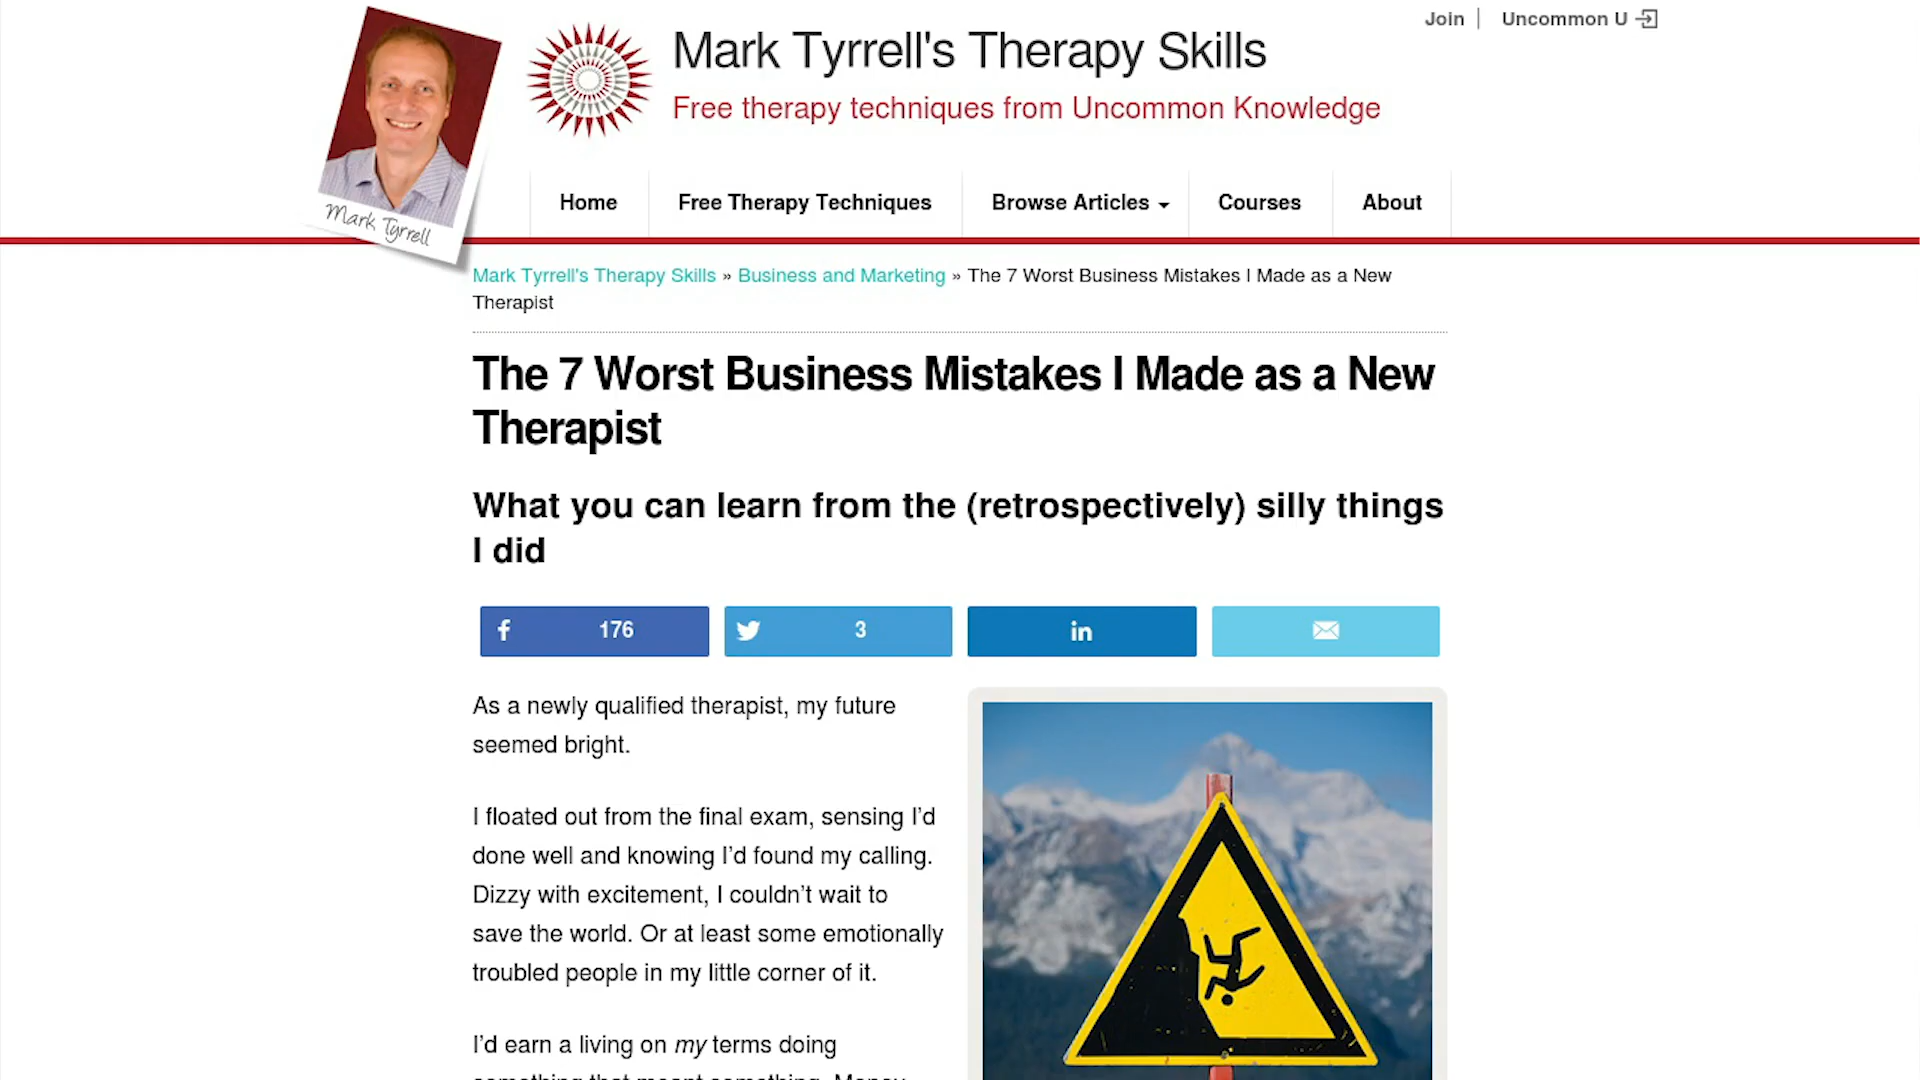 Join
Uncommon U
Mark Tyrrell's Therapy Skills
Free therapy techniques from Uncommon Knowledge
Mark Tyrrell
Home
Free Therapy Techniques
Browse Articles
Courses
About
Mark Tyrrell's Therapy Skills » Business and Marketing » The 7 Worst Business Mistakes I Made as a New
Therapist
The 7 Worst Business Mistakes I Made as a New
Therapist
What you can learn from the (retrospectively) silly things
I did
176
3
in
As a newly qualified therapist, my future
seemed bright.
I floated out from the final exam, sensing I’d
done well and knowing I’d found my calling.
Dizzy with excitement, I couldn’t wait to
save the world. Or at least some emotionally
troubled people in my little corner of it.
I’d earn a living on my terms doing
something that meant something. Money